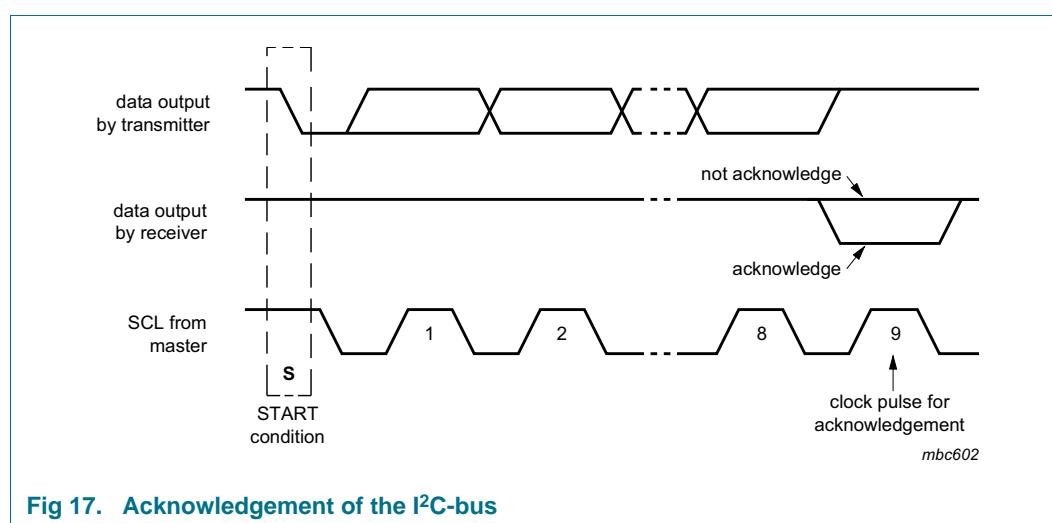 data output
by transmitter
not acknowledge
data output
by receiver
acknowledge
SCL from
master
1
2
8
9
S
START
condition
clock pulse for
acknowledgement
mbc602
Fig 17. Acknowledgement of the I²C-bus